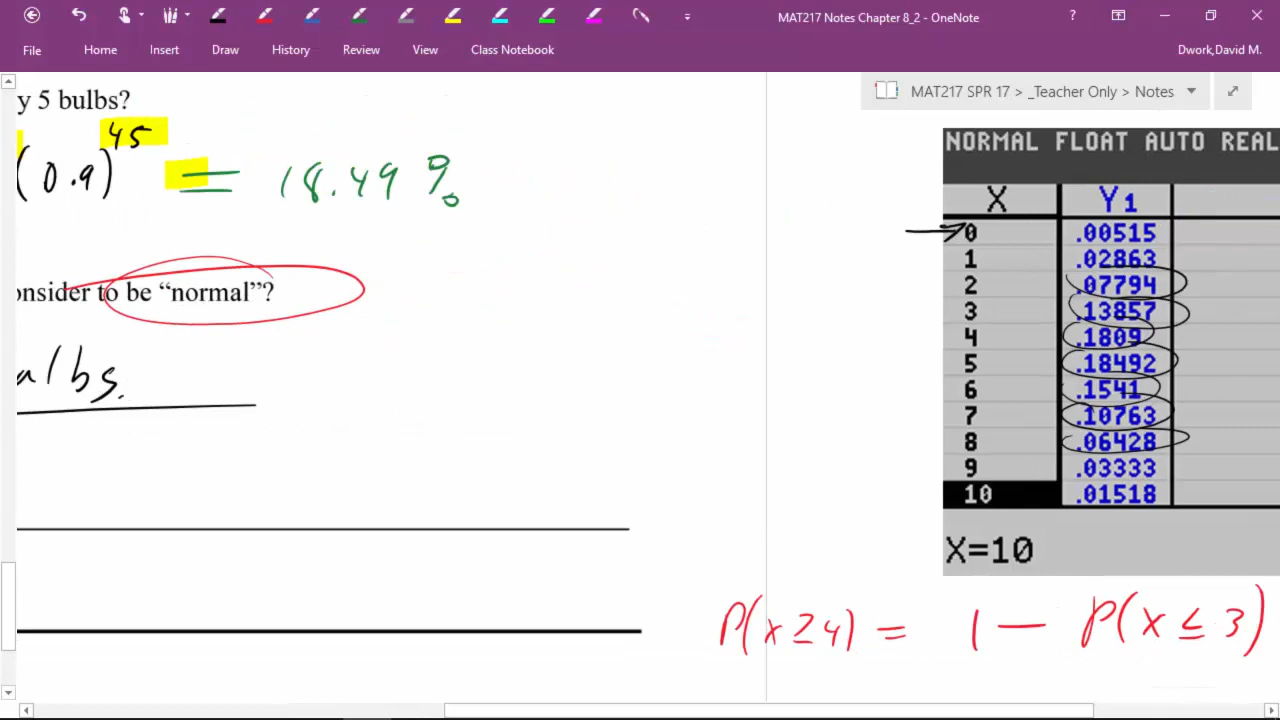 MAT217 Notes Chapter 8_2 - OneNote
?
File Home Insert Draw History Review View Class Notebook
Dwork,David M.
MAT217 SPR 17 > _Teacher Only > Notes
y 5 bulbs?
(0.9)^45 = 18.49 %
onsider to be “normal”?
albs.
NORMAL FLOAT AUTO REAL
X Y1
0 .00515
1 .02863
2 .07794
3 .13857
4 .1809
5 .18492
6 .1541
7 .10763
8 .06428
9 .03333
10 .01518
X=10
P(x ≥ 4) = 1 — P(x ≤ 3)